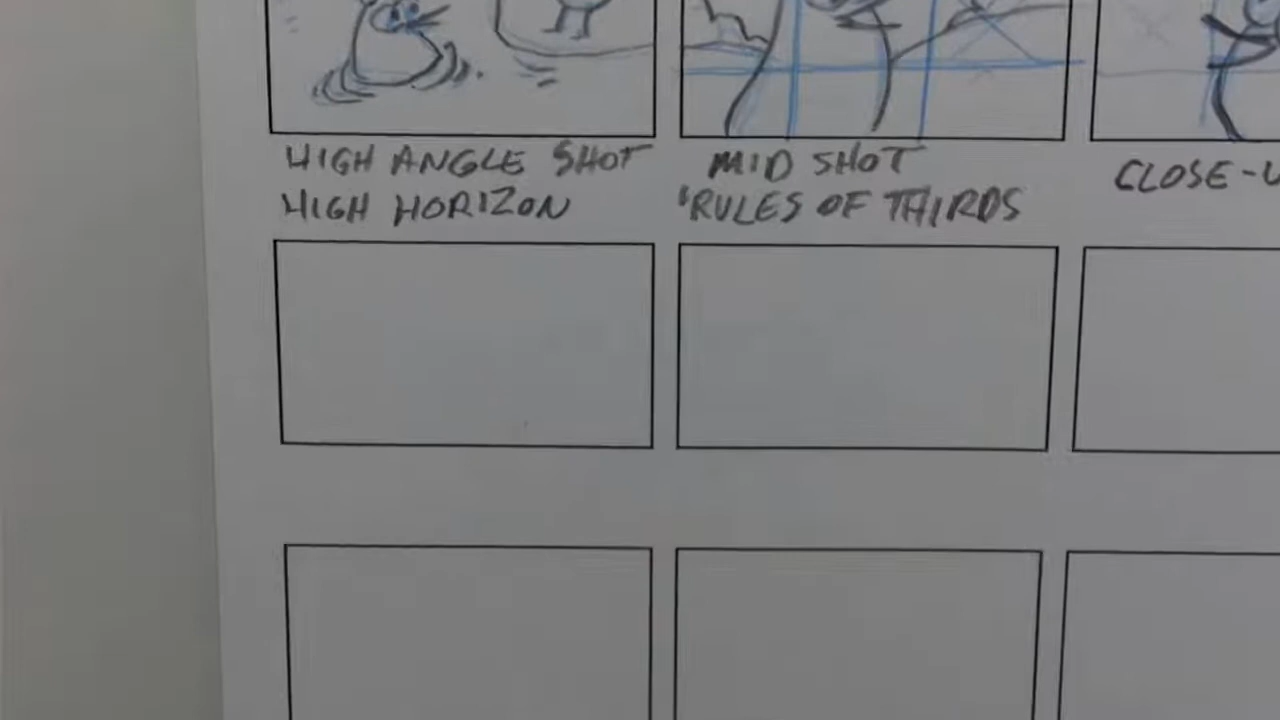 HIGH ANGLE SHOT
HIGH HORIZON
MID SHOT
'RULES OF THIRDS
CLOSE-U